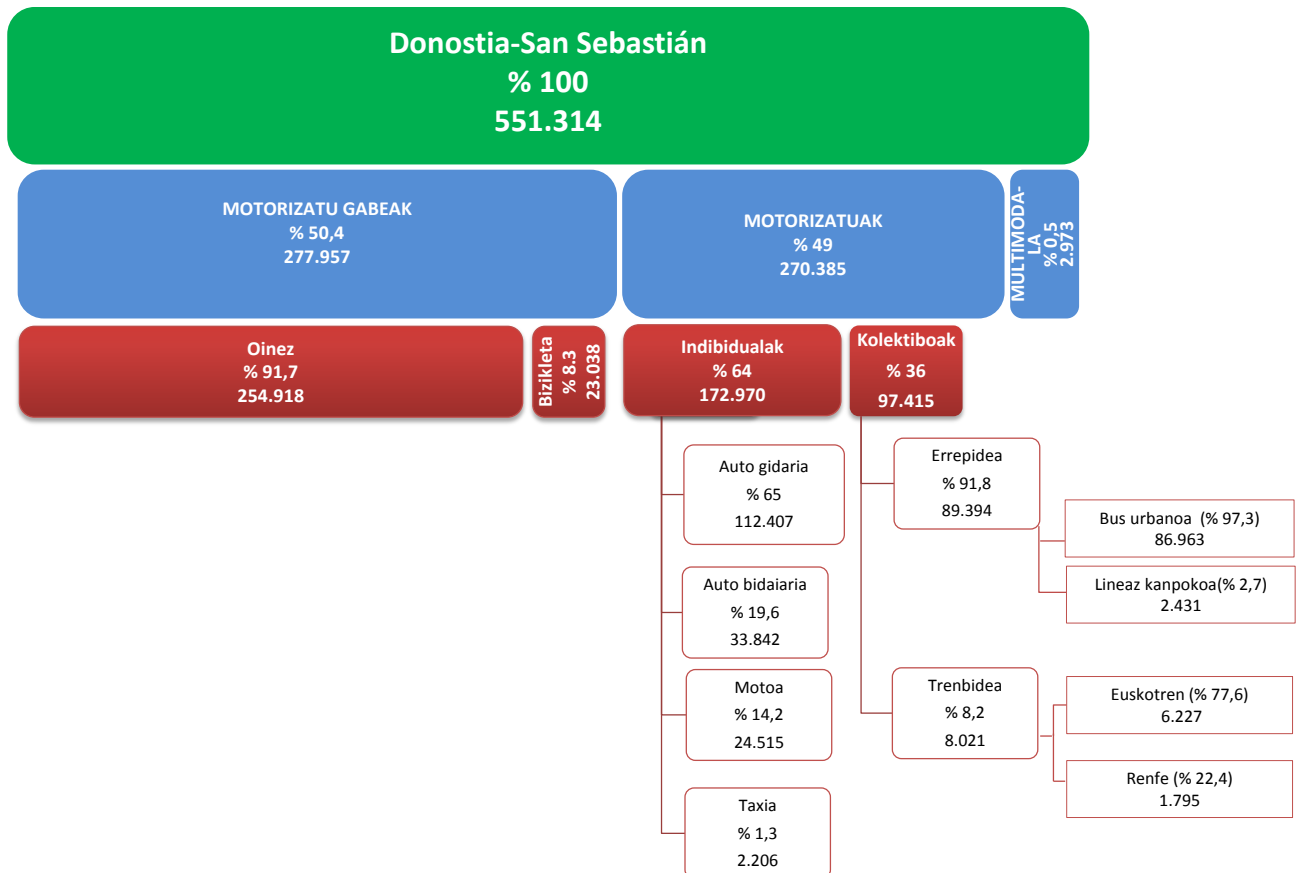 Donostia-San Sebastián
% 100
551.314
MOTORIZATU GABEAK
% 50,4
277.957
MOTORIZATUAK
% 49
270.385
MULTIMODA-
LA
% 0,5
2.973
Oinez
% 91,7
254.918
Bizikleta
% 8.3
23.038
Indibidualak
% 64
172.970
Kolektiboak
% 36
97.415
Auto gidaria
% 65
112.407
Auto bidaiaria
% 19,6
33.842
Motoa
% 14,2
24.515
Taxia
% 1,3
2.206
Errepidea
% 91,8
89.394
Bus urbanoa (% 97,3)
86.963
Lineaz kanpokoa(% 2,7)
2.431
Trenbidea
% 8,2
8.021
Euskotren (% 77,6)
6.227
Renfe (% 22,4)
1.795